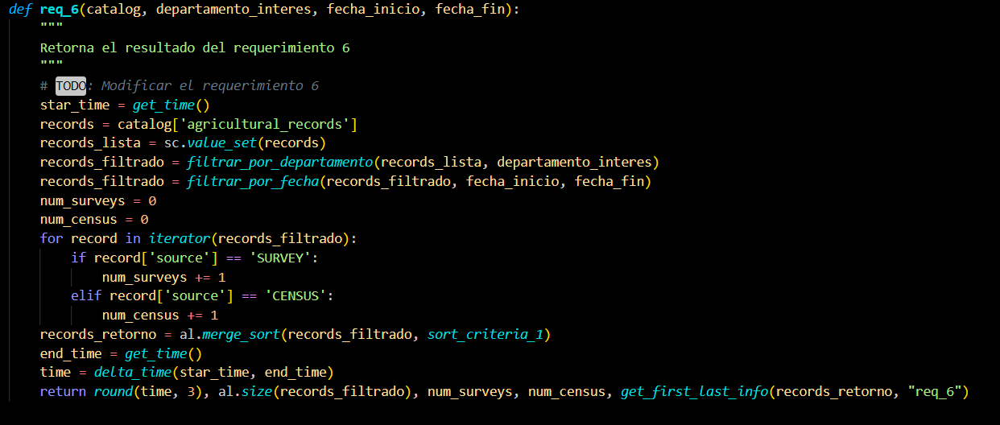 def req_6(catalog, departamento_interes, fecha_inicio, fecha_fin):
    """
    Retorna el resultado del requerimiento 6
    """
    # TODO: Modificar el requerimiento 6
    star_time = get_time()
    records = catalog['agricultural_records']
    records_lista = sc.value_set(records)
    records_filtrado = filtrar_por_departamento(records_lista, departamento_interes)
    records_filtrado = filtrar_por_fecha(records_filtrado, fecha_inicio, fecha_fin)
    num_surveys = 0
    num_census = 0
    for record in iterator(records_filtrado):
        if record['source'] == 'SURVEY':
            num_surveys += 1
        elif record['source'] == 'CENSUS':
            num_census += 1
    records_retorno = al.merge_sort(records_filtrado, sort_criteria_1)
    end_time = get_time()
    time = delta_time(star_time, end_time)
    return round(time, 3), al.size(records_filtrado), num_surveys, num_census, get_first_last_info(records_retorno, "req_6")